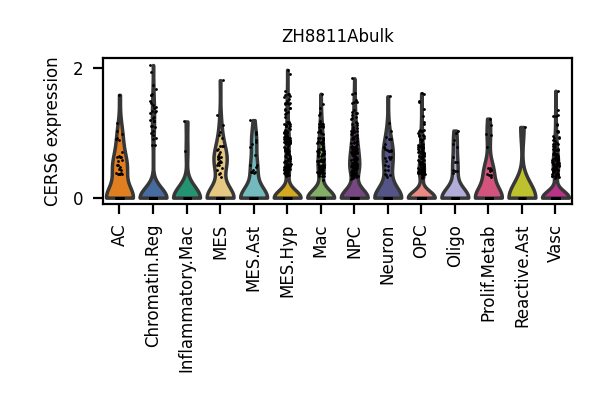 ZH8811Abulk
CERS6 expression
2
0
AC
Chromatin.Reg
Inflammatory.Mac
MES
MES.Ast
MES.Hyp
Mac
NPC
Neuron
OPC
Oligo
Prolif.Metab
Reactive.Ast
Vasc